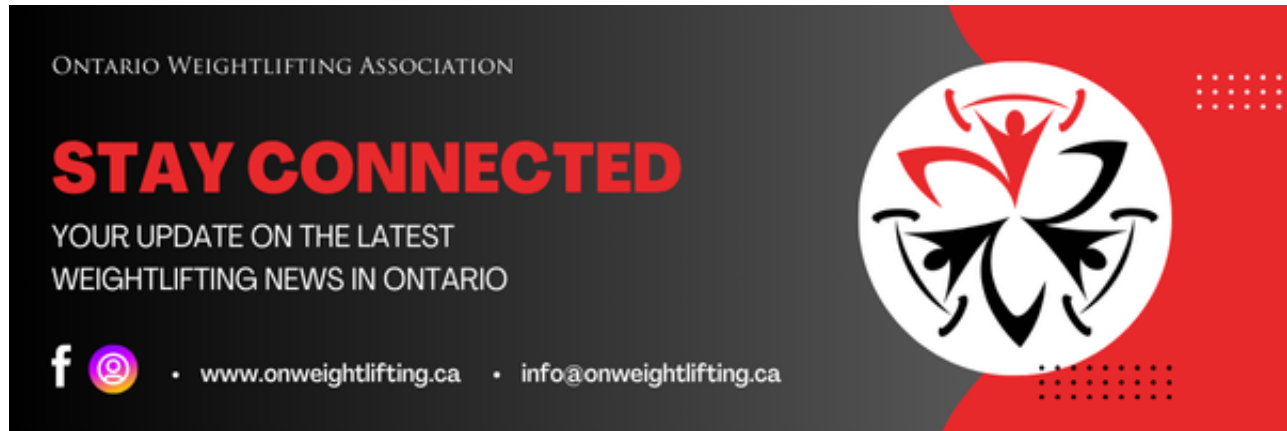 ONTARIO WEIGHTLIFTING ASSOCIATION
STAY CONNECTED
YOUR UPDATE ON THE LATEST
WEIGHTLIFTING NEWS IN ONTARIO
f • www.onweightlifting.ca • info@onweightlifting.ca